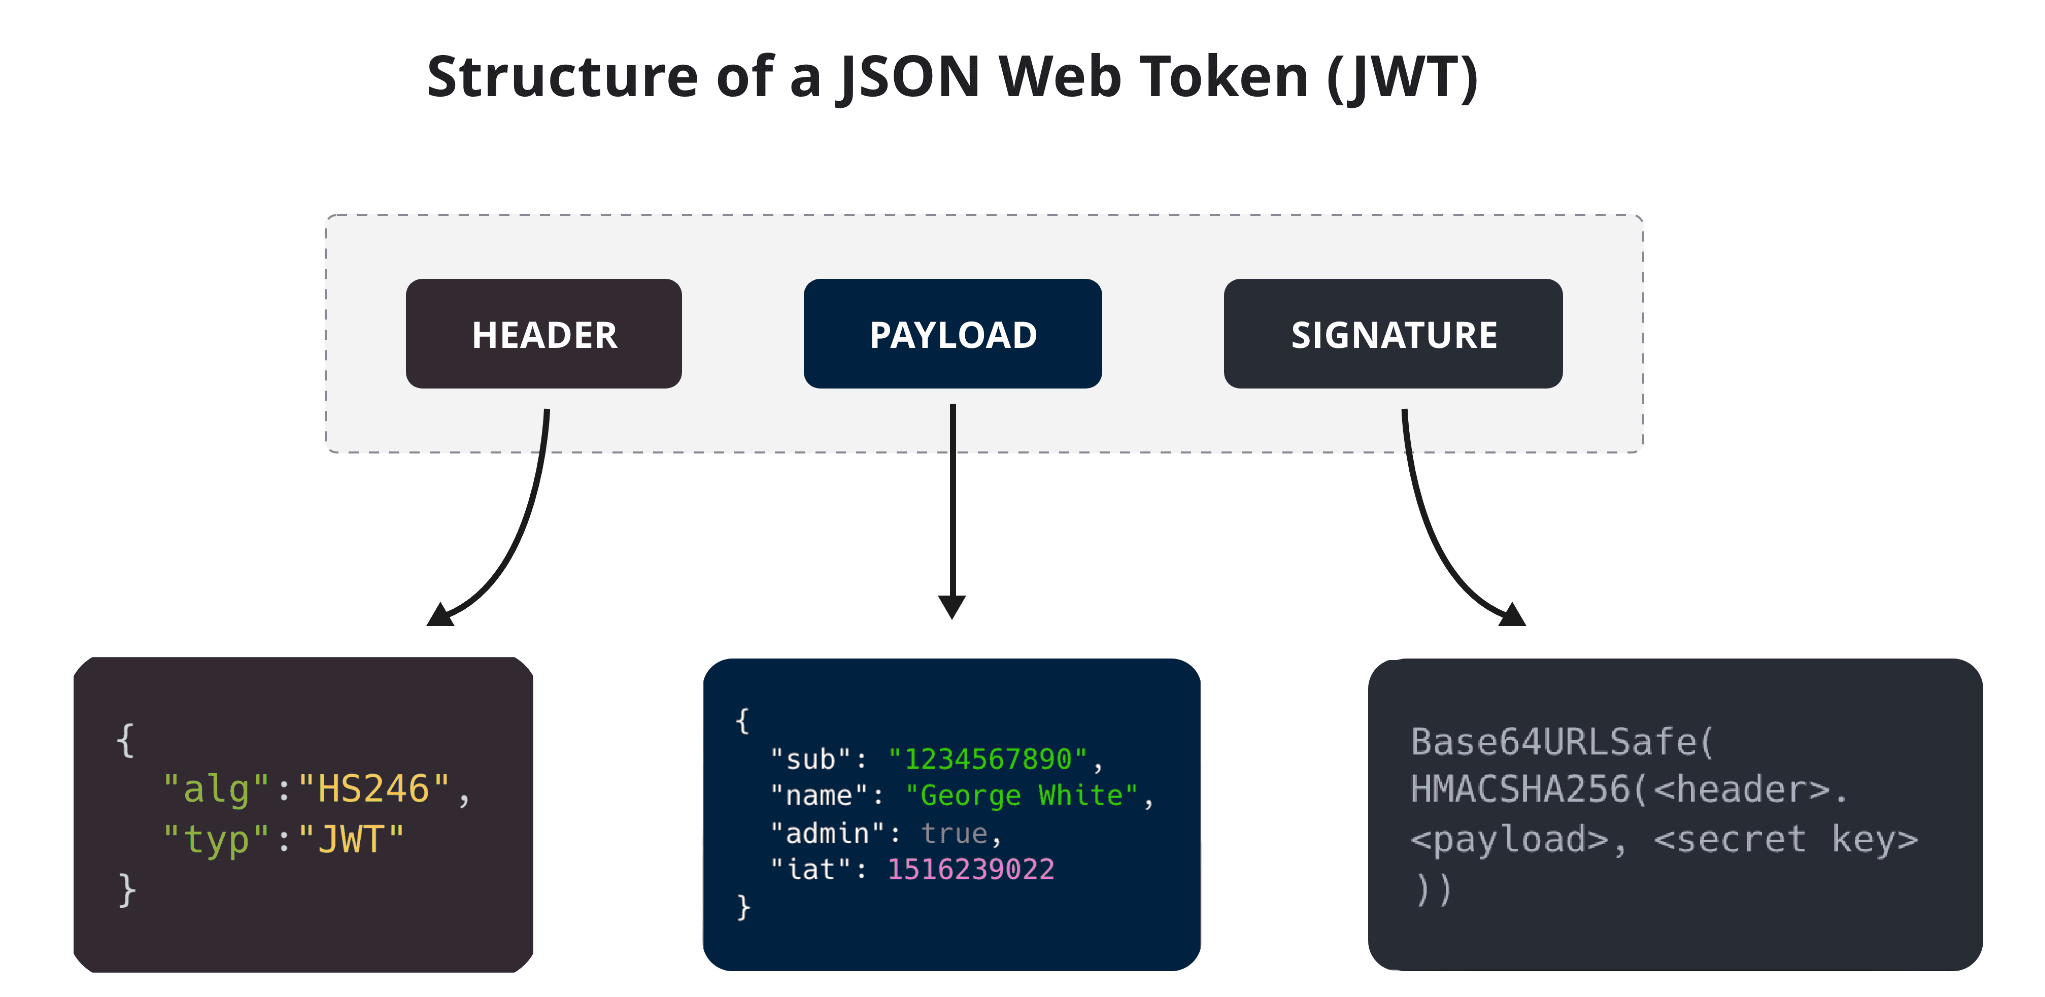 Structure of a JSON Web Token (JWT)
HEADER
PAYLOAD
SIGNATURE
{
"alg":"HS246",
"typ":"JWT"
}
{
"sub": "1234567890",
"name": "George White",
"admin": true,
"iat": 1516239022
}
Base64URLSafe(
HMACSHA256(<header>.
<payload>, <secret key>
))